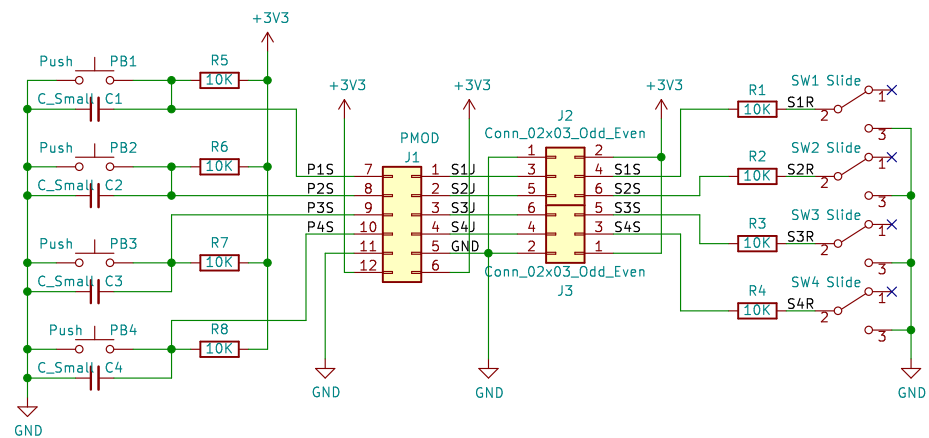 +3V3
Push PB1 R5
10K
C_Small C1
Push PB2 R6
10K
C_Small C2
Push PB3 R7
10K
C_Small C3
Push PB4 R8
10K
C_Small C4
GND
+3V3
+3V3
PMOD
J1
P1S 7 1 S1J
P2S 8 2 S2J
P3S 9 3 S3J
P4S 10 4 S4J
11 5 GND
12 6
GND
GND
J2
Conn_02x03_Odd_Even
1 2
3 4 S1S
5 6 S2S
6 5 S3S
4 3 S4S
2 1
Conn_02x03_Odd_Even
J3
+3V3
R1
10K S1R
SW1 Slide
1
2
3
R2
10K S2R
SW2 Slide
1
2
3
R3
10K S3R
SW3 Slide
1
2
3
R4
10K S4R
SW4 Slide
1
2
3
GND